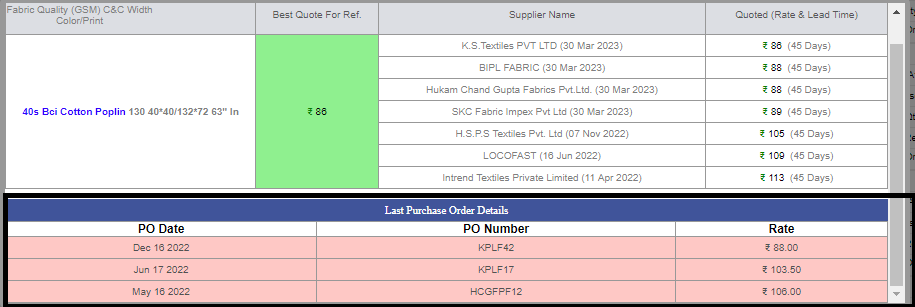 Fabric Quality (GSM) C&C Width
Color/Print
Best Quote For Ref.
Supplier Name
Quoted (Rate & Lead Time)
40s Bci Cotton Poplin 130 40*40/132*72 63" In
₹ 86
K.S.Textiles PVT LTD (30 Mar 2023)
₹ 86 (45 Days)
BIPL FABRIC (30 Mar 2023)
₹ 88 (45 Days)
Hukam Chand Gupta Fabrics Pvt.Ltd. (30 Mar 2023)
₹ 88 (45 Days)
SKC Fabric Impex Pvt Ltd (30 Mar 2023)
₹ 89 (45 Days)
H.S.P.S Textiles Pvt. Ltd (07 Nov 2022)
₹ 105 (45 Days)
LOCOFAST (16 Jun 2022)
₹ 109 (45 Days)
Intrend Textiles Private Limited (11 Apr 2022)
₹ 113 (45 Days)
Last Purchase Order Details
PO Date PO Number Rate
Dec 16 2022 KPLF42 ₹ 88.00
Jun 17 2022 KPLF17 ₹ 103.50
May 16 2022 HCGFPF12 ₹ 106.00